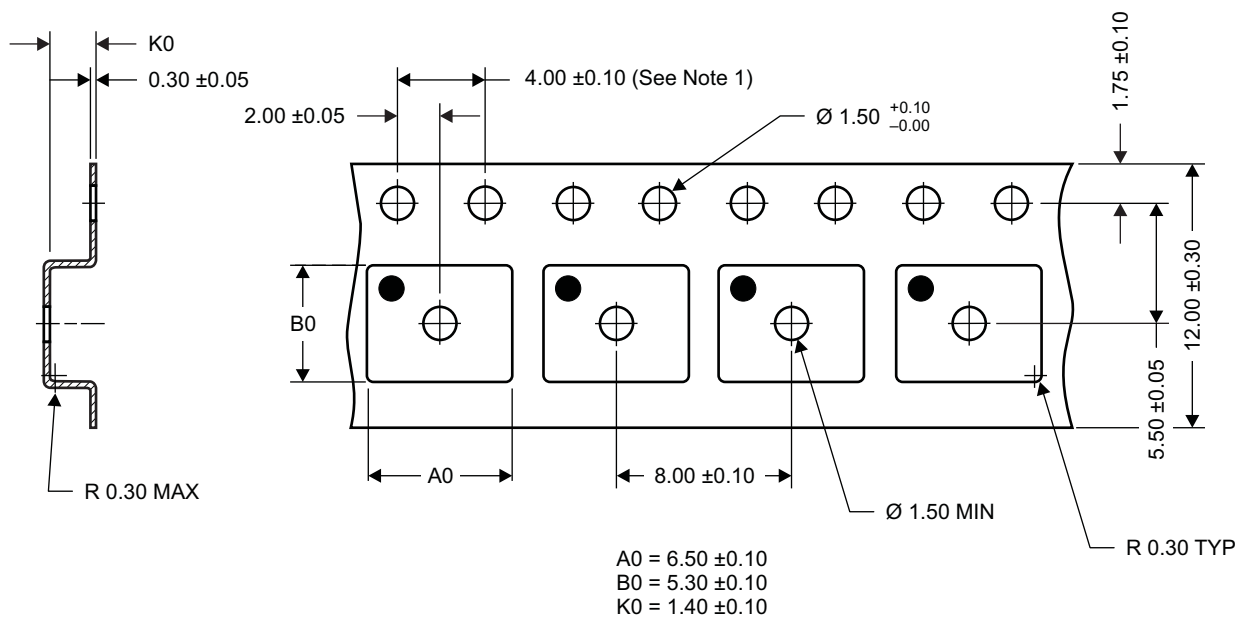 K0
0.30 ±0.05
2.00 ±0.05
4.00 ±0.10 (See Note 1)
Ø 1.50 +0.10 –0.00
1.75 ±0.10
B0
12.00 ±0.30
5.50 ±0.05
R 0.30 MAX
A0
8.00 ±0.10
Ø 1.50 MIN
R 0.30 TYP
A0 = 6.50 ±0.10
B0 = 5.30 ±0.10
K0 = 1.40 ±0.10